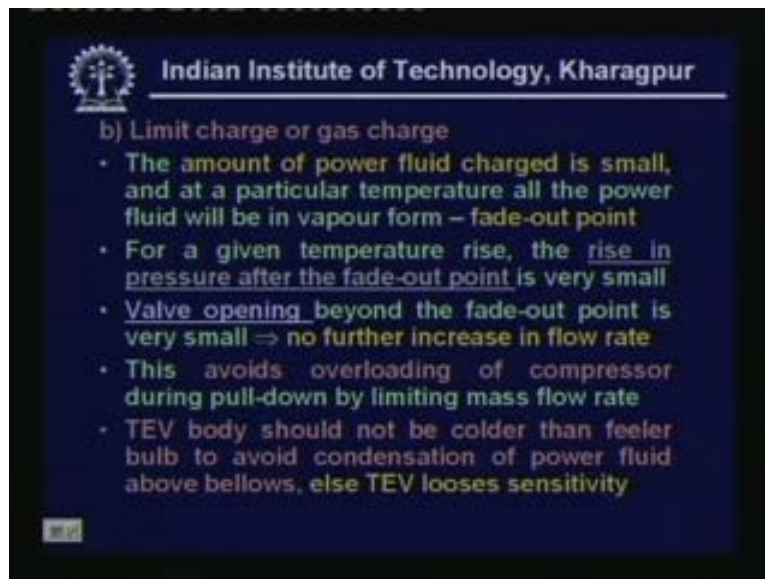 Indian Institute of Technology, Kharagpur
b) Limit charge or gas charge
• The amount of power fluid charged is small,
and at a particular temperature all the power
fluid will be in vapour form – fade-out point
• For a given temperature rise, the rise in
pressure after the fade-out point is very small
• Valve opening beyond the fade-out point is
very small ⇒ no further increase in flow rate
• This avoids overloading of compressor
during pull-down by limiting mass flow rate
• TEV body should not be colder than feeler
bulb to avoid condensation of power fluid
above bellows, else TEV looses sensitivity